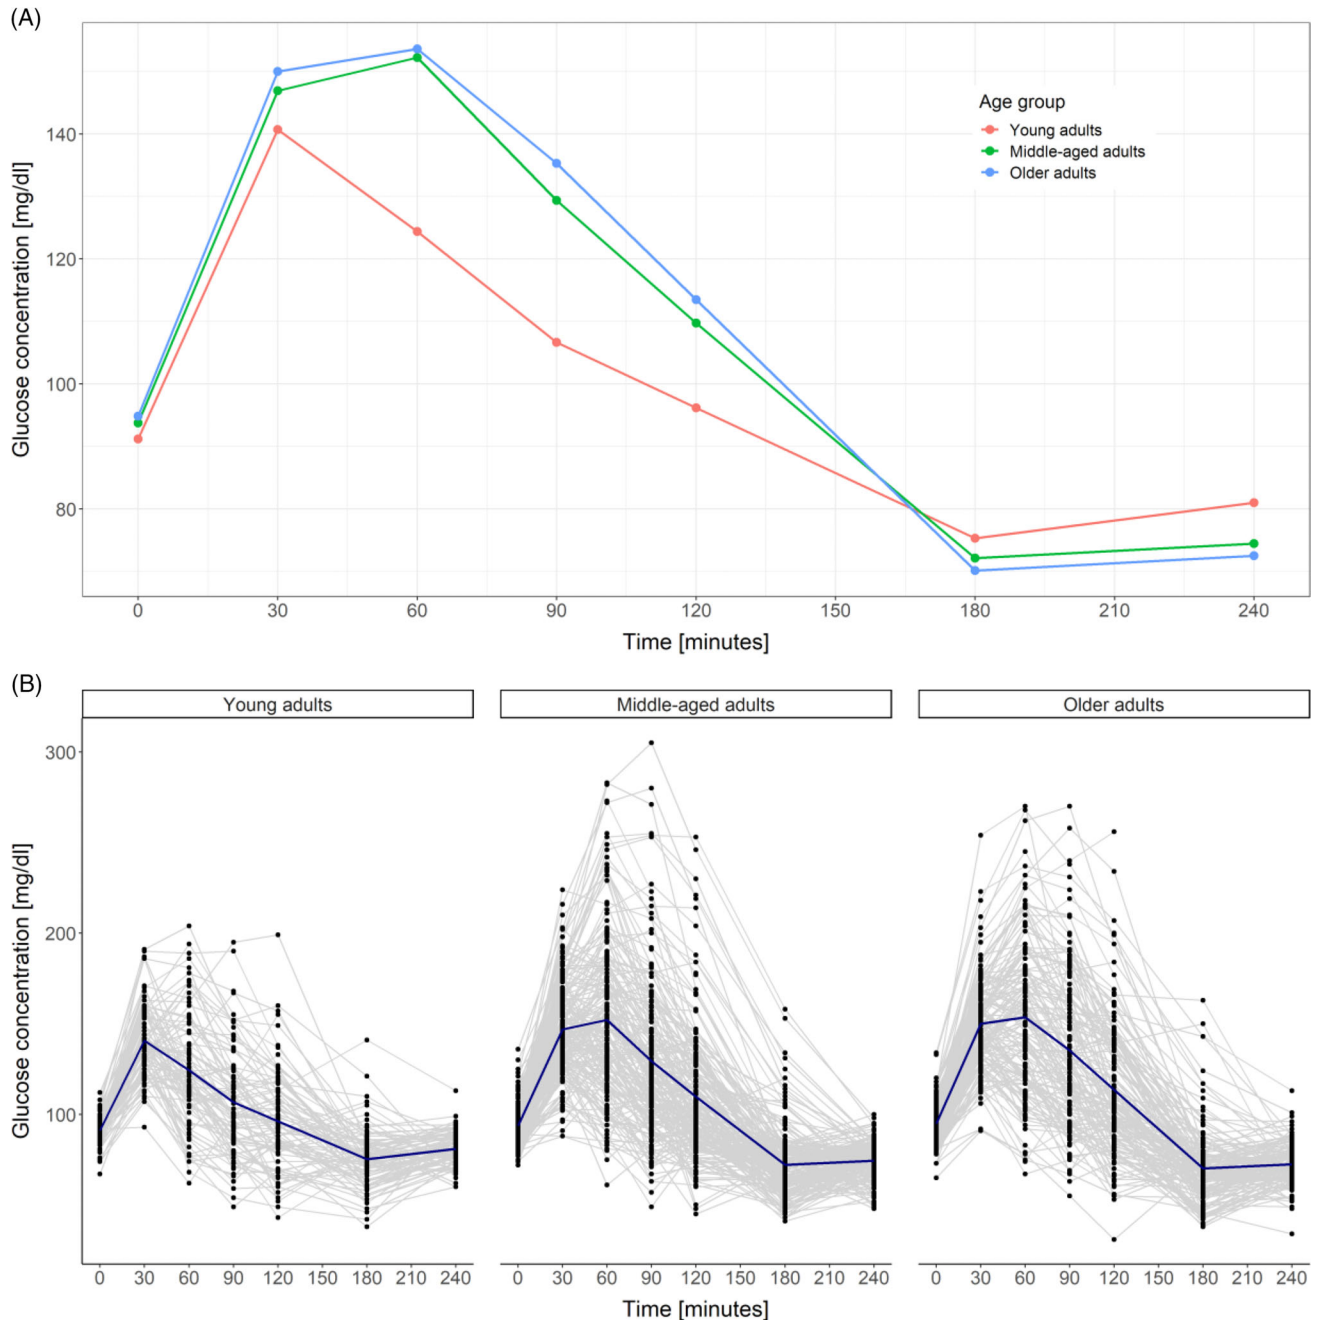 (A)
Glucose concentration [mg/dl]
140
120
100
80
Age group
Young adults
Middle-aged adults
Older adults
0 30 60 90 120 150 180 210 240
Time [minutes]
(B)
Young adults Middle-aged adults Older adults
Glucose concentration [mg/dl]
300
200
100
0 30 60 90 120 150 180 210 240 0 30 60 90 120 150 180 210 240 0 30 60 90 120 150 180 210 240
Time [minutes]